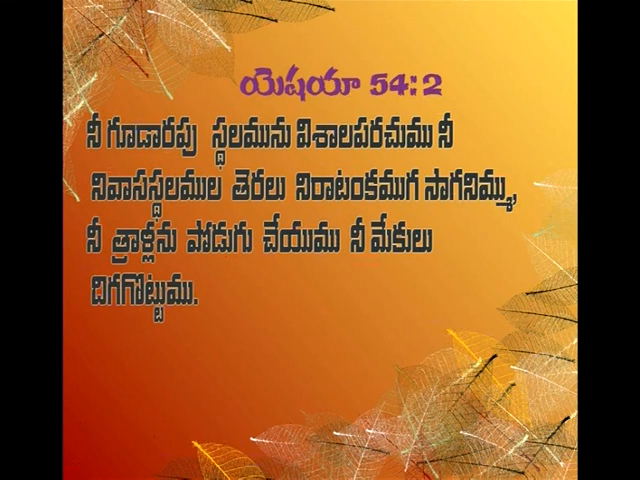 యెషయా 54:2
నీ గూడారపు స్థలమును విశాలపరచుము నీ
నివాసస్థలముల తెరలు నిరాటంకముగ సాగనిమ్ము,
నీ త్రాళ్లను పోడుగు చేయుము నీ మేకులు
దిగగొట్టుము.